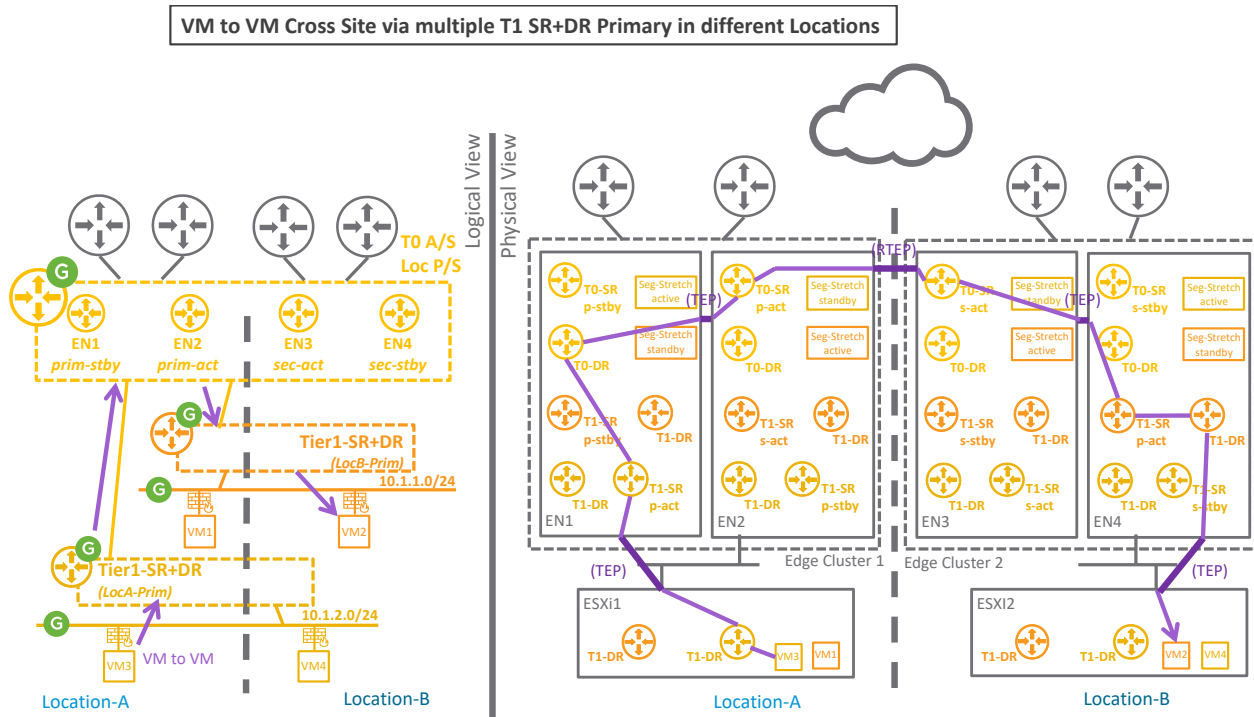 VM to VM Cross Site via multiple T1 SR+DR Primary in different Locations
Logical View
Physical View
T0 A/S
Loc P/S
G
EN1
prim-stby
EN2
prim-act
EN3
sec-act
EN4
sec-stby
G
Tier1-SR+DR
(LocB-Prim)
10.1.1.0/24
G
VM1
VM2
G
Tier1-SR+DR
(LocA-Prim)
10.1.2.0/24
G
VM3
VM to VM
VM4
Location-A
Location-B
T0-SR
p-stby
Seg-Stretch
active
(TEP)
Seg-Stretch
standby
T0-DR
T1-SR
p-stby
T1-DR
T1-DR
T1-SR
p-act
EN1
T0-SR
p-act
Seg-Stretch
standby
Seg-Stretch
active
T0-DR
T1-SR
s-act
T1-DR
T1-DR
T1-SR
p-stby
EN2
Edge Cluster 1
(RTEP)
T0-SR
s-act
Seg-Stretch
standby
(TEP)
Seg-Stretch
active
T0-DR
T1-SR
s-stby
T1-DR
T1-DR
T1-SR
s-act
EN3
T0-SR
s-stby
Seg-Stretch
active
Seg-Stretch
standby
T0-DR
T1-SR
p-act
T1-DR
T1-DR
T1-SR
s-stby
EN4
Edge Cluster 2
(TEP)
ESXi1
T1-DR
T1-DR
VM3
VM1
Location-A
(TEP)
ESXI2
T1-DR
T1-DR
VM2
VM4
Location-B